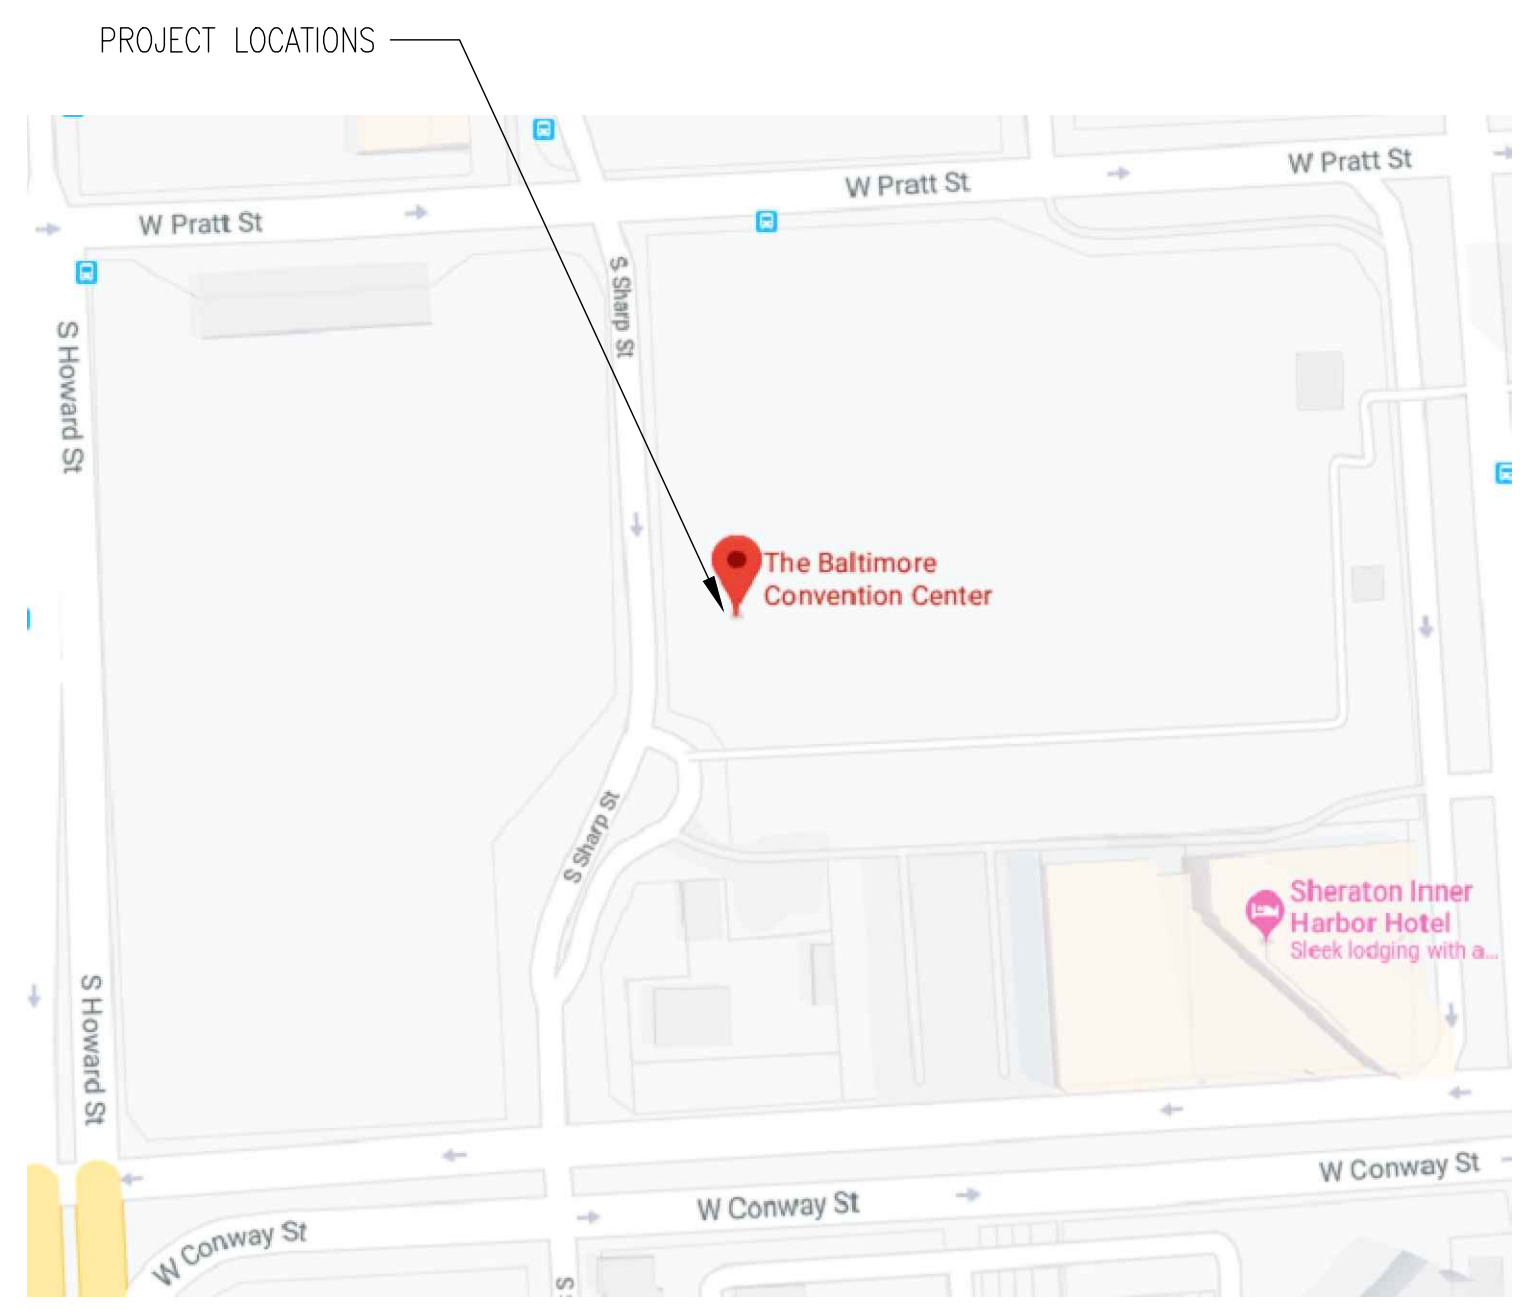 PROJECT LOCATIONS
W Pratt St
W Pratt St
W Pratt St
S Sharp St
S Howard St
The Baltimore
Convention Center
S Sharp St
Sheraton Inner
Harbor Hotel
Sleek lodging with a...
S Howard St
W Conway St
W Conway St
W Conway St
S